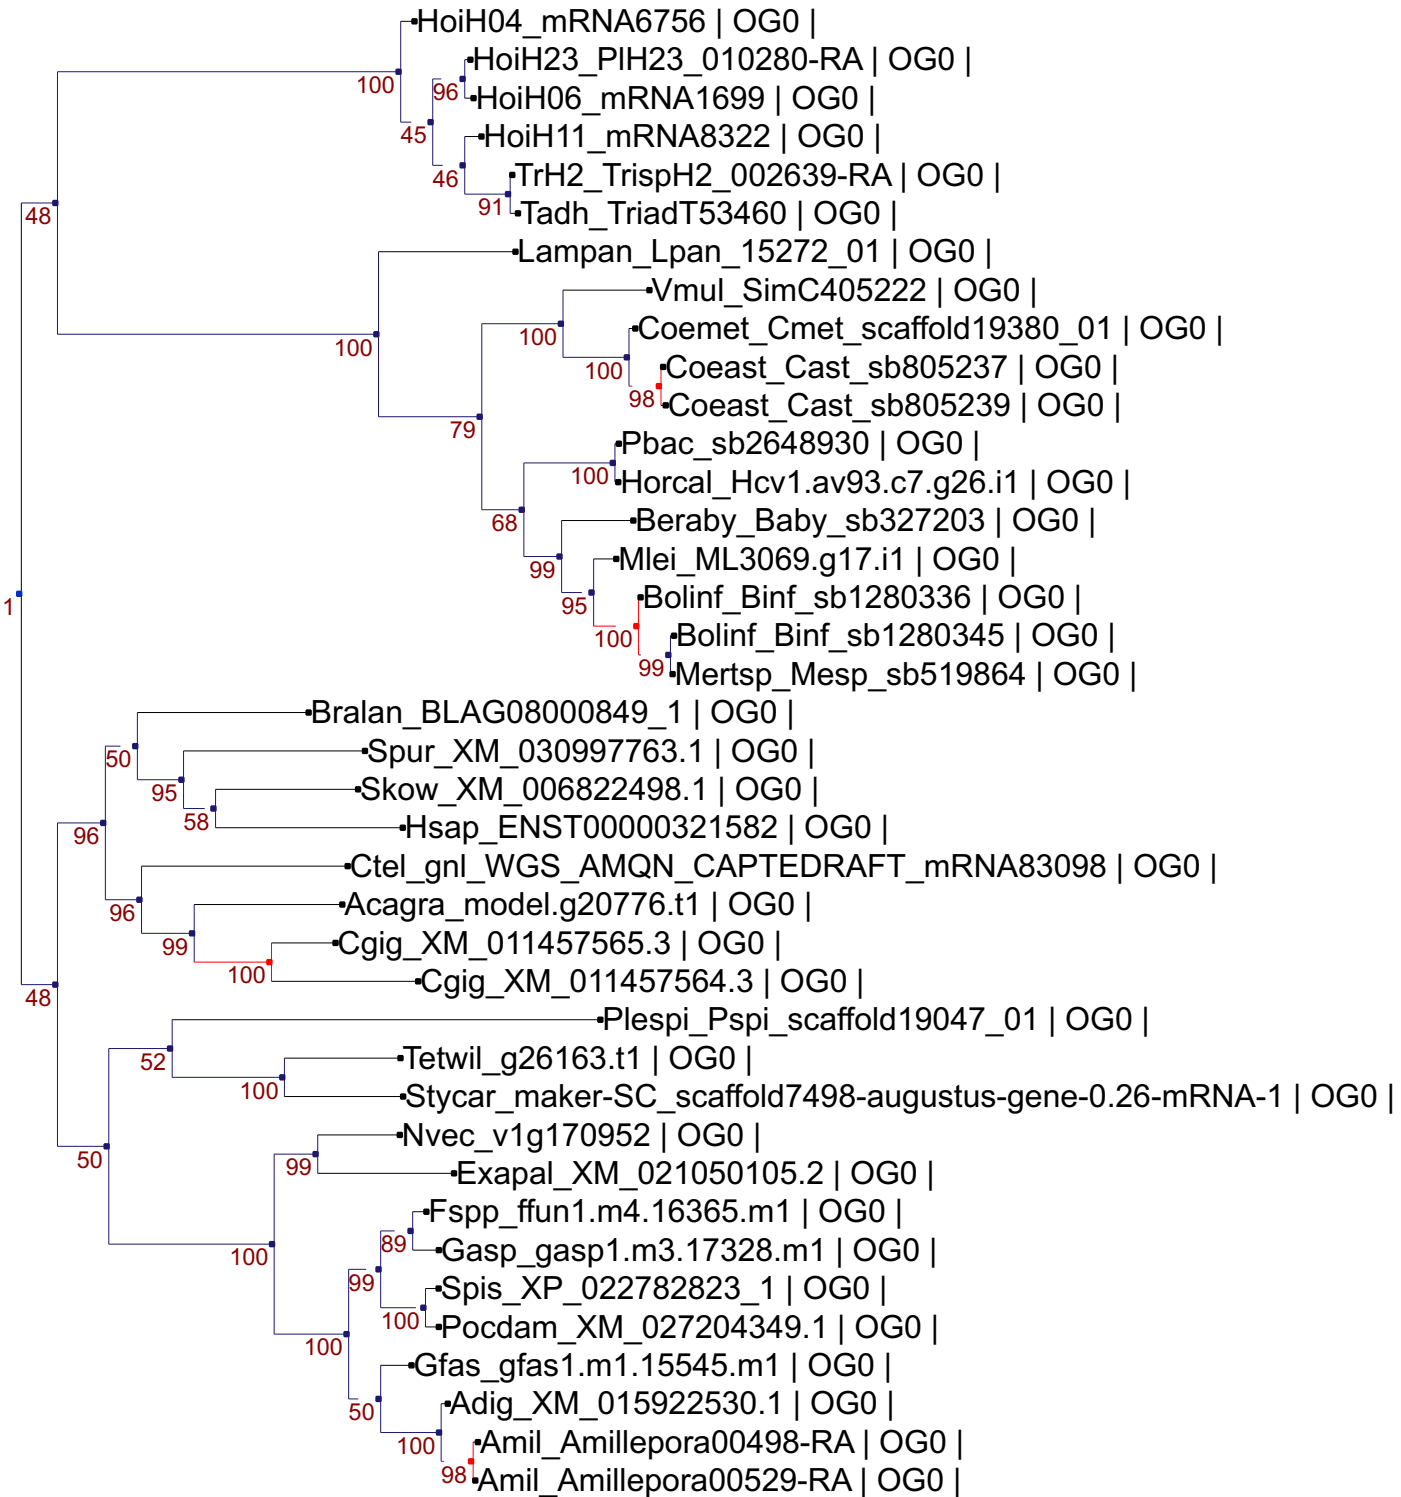 HoiH04_mRNA6756 | OG0 |
HoiH23_PlH23_010280-RA | OG0 |
100
96
HoiH06_mRNA1699 | OG0 |
45
HoiH11_mRNA8322 | OG0 |
46
TrH2_TrispH2_002639-RA | OG0 |
91
48
Tadh_TriadT53460 | OG0 |
Lampan_Lpan_15272_01 | OG0 |
Vmul_SimC405222 | OG0 |
100
Coemet_Cmet_scaffold19380_01 | OG0 |
100
100
Coeast_Cast_sb805237 | OG0 |
98
Coeast_Cast_sb805239 | OG0 |
79
Pbac_sb2648930 | OG0 |
100
Horcal_Hcv1.av93.c7.g26.i1 | OG0 |
68
Beraby_Baby_sb327203 | OG0 |
99
Mlei_ML3069.g17.i1 | OG0 |
1
95
Bolinf_Binf_sb1280336 | OG0 |
100
Bolinf_Binf_sb1280345 | OG0 |
99
Mertsp_Mesp_sb519864 | OG0 |
Bralan_BLAG08000849_1 | OG0 |
50
Spur_XM_030997763.1 | OG0 |
95
Skow_XM_006822498.1 | OG0 |
58
96
Hsap_ENST00000321582 | OG0 |
Ctel_gnl_WGS_AMQN_CAPTEDRAFT_mRNA83098 | OG0 |
96
Acagra_model.g20776.t1 | OG0 |
99
Cgig_XM_011457565.3 | OG0 |
100
48
Cgig_XM_011457564.3 | OG0 |
Plespi_Pspi_scaffold19047_01 | OG0 |
52
Tetwil_g26163.t1 | OG0 |
100
Stycar_maker-SC_scaffold7498-augustus-gene-0.26-mRNA-1 | OG0 |
Nvec_v1g170952 | OG0 |
50
99
Exapal_XM_021050105.2 | OG0 |
Fspp_ffun1.m4.16365.m1 | OG0 |
89
100
Gasp_gasp1.m3.17328.m1 | OG0 |
99
Spis_XP_022782823_1 | OG0 |
100
Pocdam_XM_027204349.1 | OG0 |
100
Gfas_gfas1.m1.15545.m1 | OG0 |
50
Adig_XM_015922530.1 | OG0 |
100
Amil_Amillepora00498-RA | OG0 |
98
Amil_Amillepora00529-RA | OG0 |